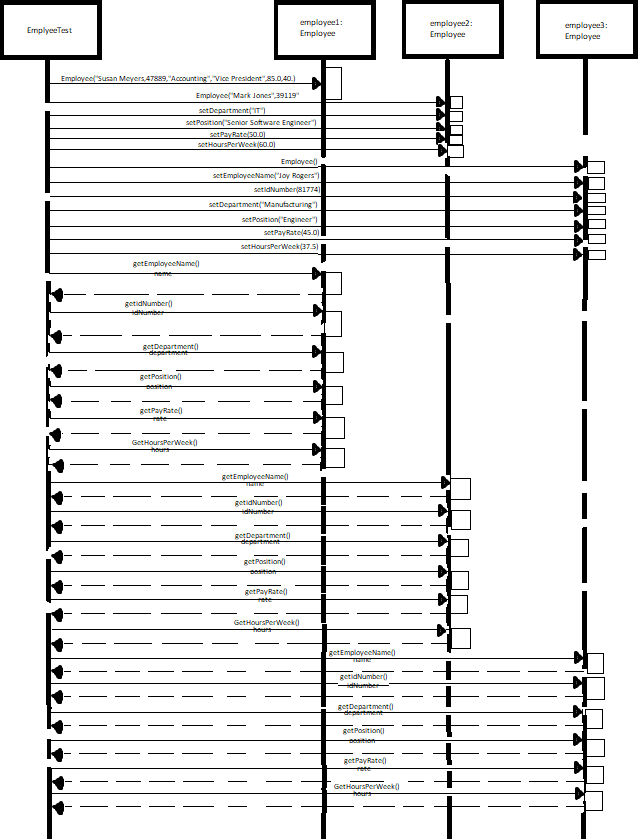 EmplyeeTest
employee1:
Employee
employee2:
Employee
employee3:
Employee
Employee("Susan Meyers,47889,"Accounting","Vice President",85.0,40.)
Employee("Mark Jones",39119"
setDepartment("IT")
setPosition("Senior Software Engineer")
setPayRate(50.0)
setHoursPerWeek(60.0)
Employee()
setEmployeeName("Joy Rogers")
setIdNumber(81774)
setDepartment("Manufacturing")
setPosition("Engineer")
setPayRate(45.0)
setHoursPerWeek(37.5)
getEmployeeName()
name
getidNumber()
idNumber
getDepartment()
department
getPosition()
position
getPayRate()
rate
GetHoursPerWeek()
hours
getEmployeeName()
name
getidNumber()
idNumber
getDepartment()
department
getPosition()
position
getPayRate()
rate
GetHoursPerWeek()
hours
getEmployeeName()
name
getidNumber()
idNumber
getDepartment()
department
getPosition()
position
getPayRate()
rate
GetHoursPerWeek()
hours